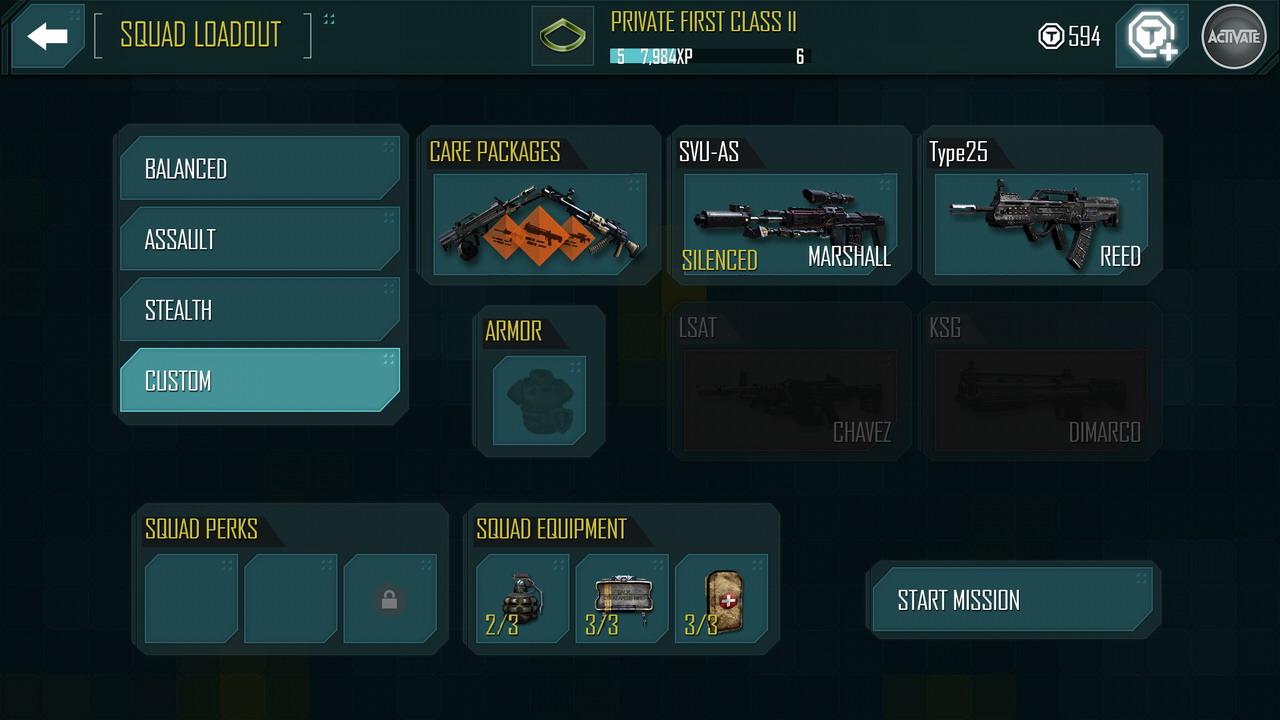 SQUAD LOADOUT
PRIVATE FIRST CLASS II
5 7,984XP 6
594
ACTIVATE
BALANCED
ASSAULT
STEALTH
CUSTOM
CARE PACKAGES
SVU-AS
SILENCED
MARSHALL
Type25
REED
ARMOR
LSAT
CHAVEZ
KSG
DIMARCO
SQUAD PERKS
SQUAD EQUIPMENT
2/3
3/3
3/3
START MISSION